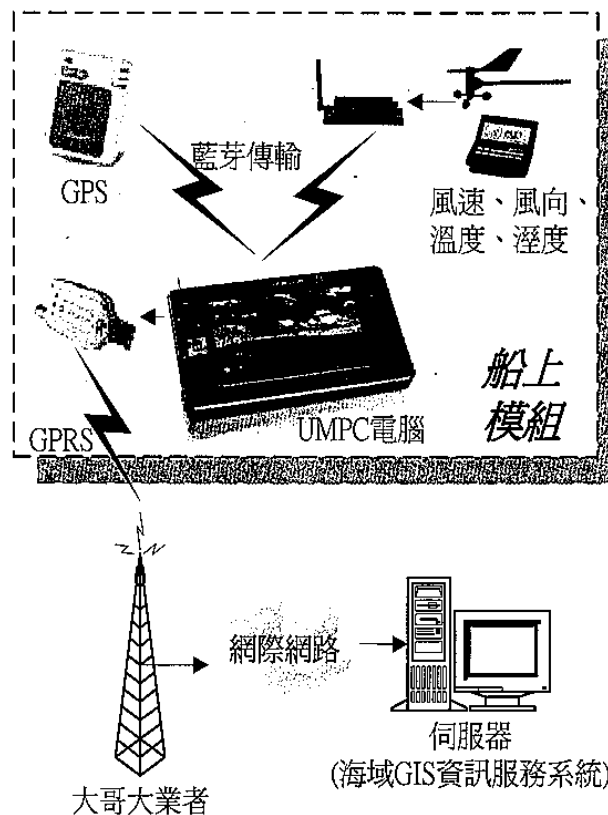 藍芽傳輸
GPS
風速、風向、
溫度、溼度
船上
模組
GPRS
UMPC電腦
網際網路
伺服器
(海域GIS資訊服務系統)
大哥大業者